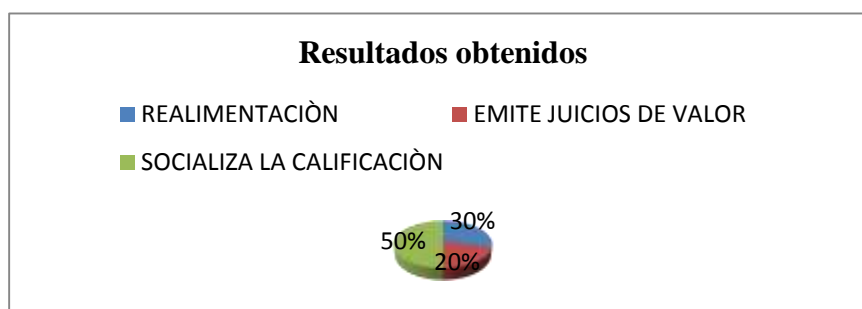 Resultados obtenidos
REALIMENTACIÒN EMITE JUICIOS DE VALOR
SOCIALIZA LA CALIFICACIÒN
30%
50%
20%